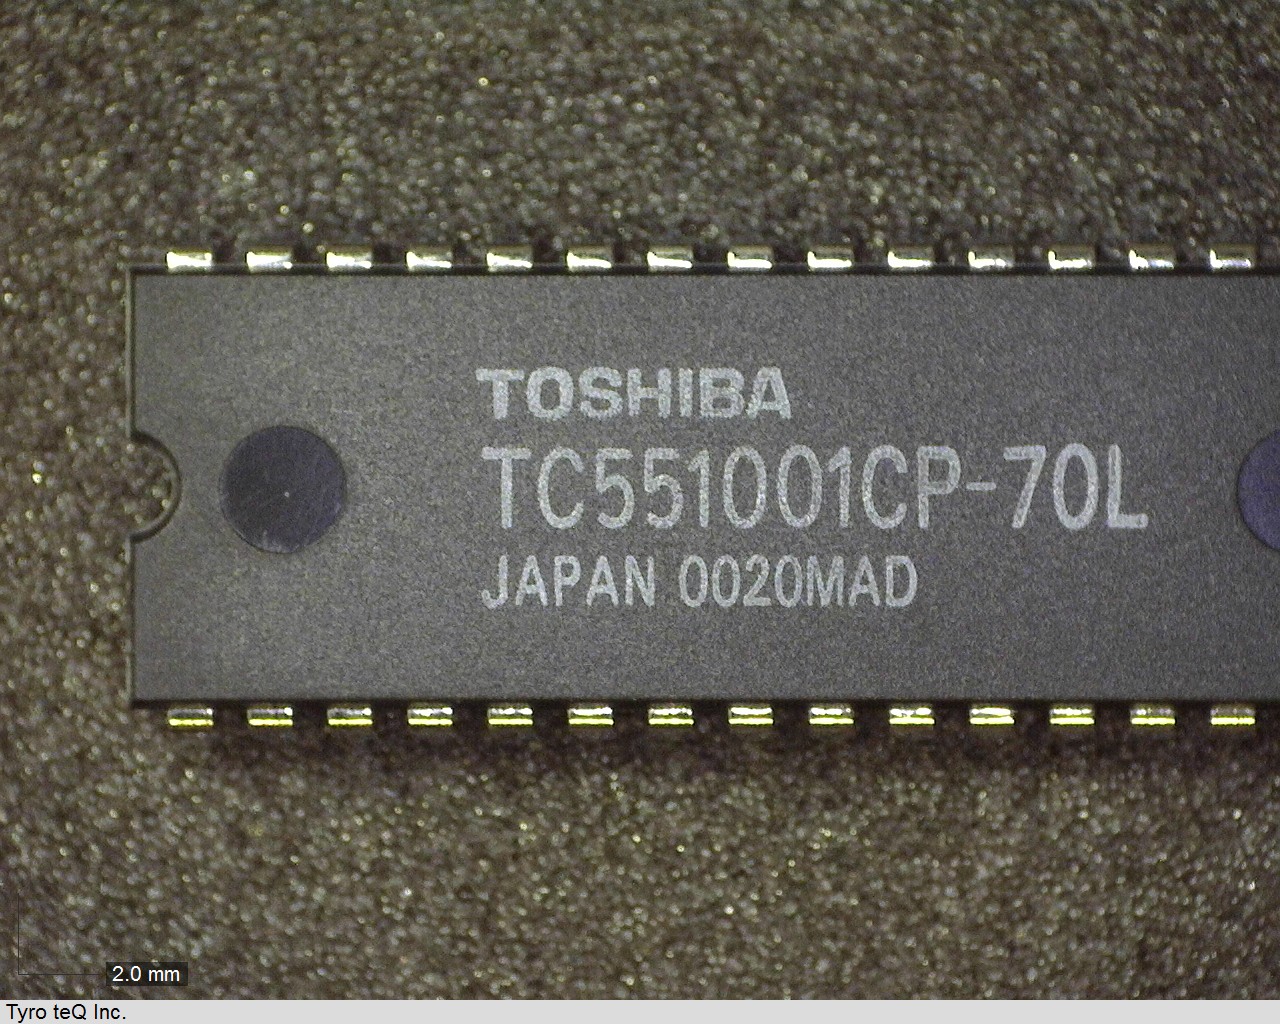 TOSHIBA
TC551001CP-70L
JAPAN 0020MAD
2.0 mm
Tyro teQ Inc.